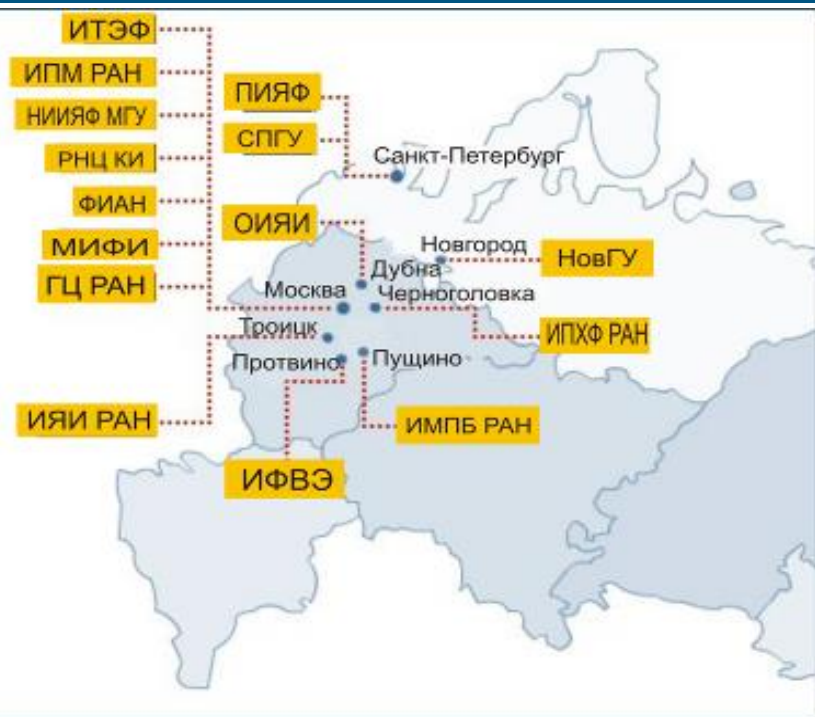 ИТЭФ
ИПМ РАН
НИИЯФ МГУ
РНЦ КИ
ФИАН
МИФИ
ГЦ РАН
ПИЯФ
СПГУ
Санкт-Петербург
ОИЯИ
Новгород
НовГУ
Дубна
Москва
Черноголовка
Троицк
ИПХФ РАН
Протвино
Пущино
ИЯИ РАН
ИМПБ РАН
ИФВЭ